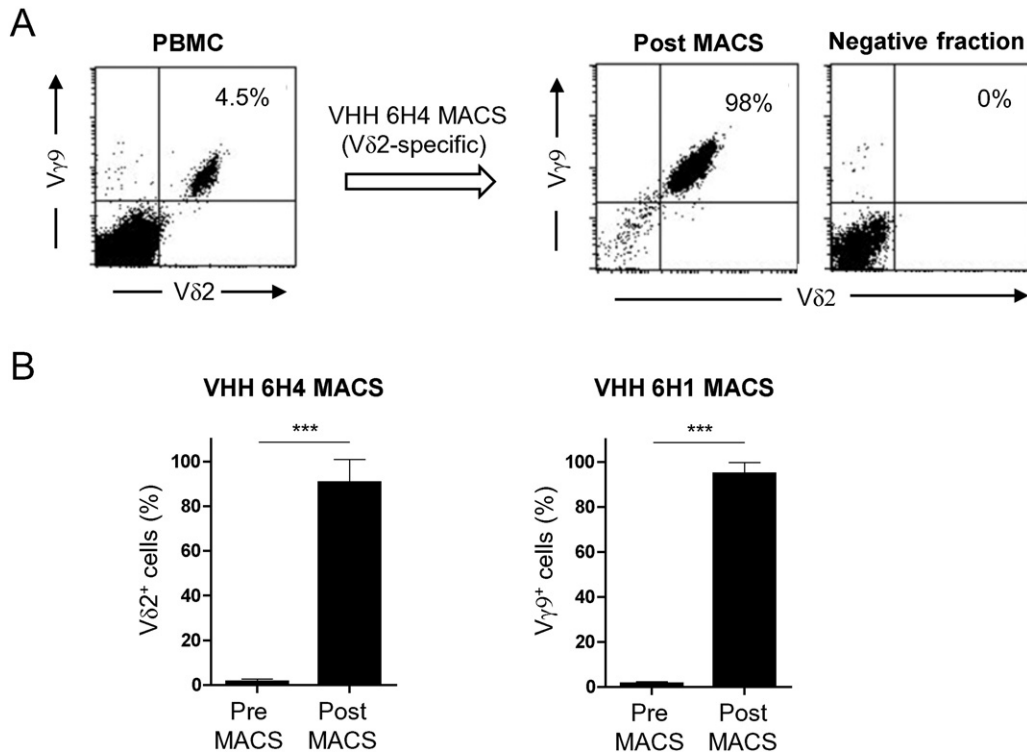 A
PBMC
4.5%
Vγ9
Vδ2
VHH 6H4 MACS
(Vδ2-specific)
Post MACS
98%
Vγ9
Negative fraction
0%
Vδ2
B
VHH 6H4 MACS
***
100
80
60
40
20
0
Vδ2⁺ cells (%)
Pre
MACS
Post
MACS
VHH 6H1 MACS
***
100
80
60
40
20
0
Vγ9⁺ cells (%)
Pre
MACS
Post
MACS